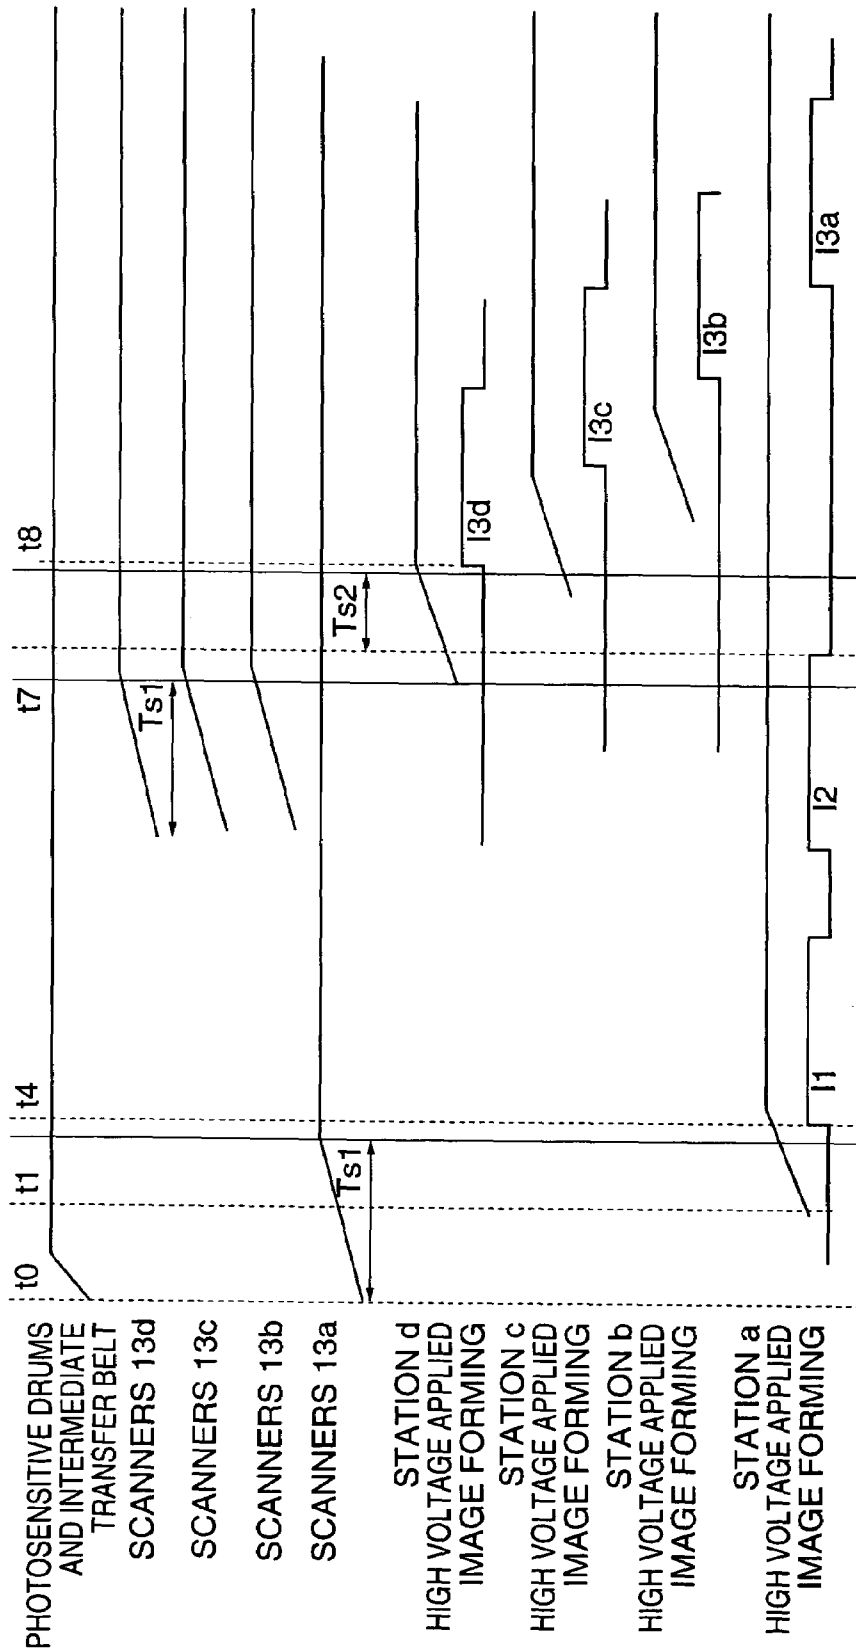 t0
t1
t4
t7
t8
PHOTOSENSITIVE DRUMS
AND INTERMEDIATE
TRANSFER BELT
SCANNERS 13d
Ts1
SCANNERS 13c
SCANNERS 13b
SCANNERS 13a
Ts1
Ts2
STATION d
HIGH VOLTAGE APPLIED
IMAGE FORMING
I3d
STATION c
HIGH VOLTAGE APPLIED
IMAGE FORMING
I3c
STATION b
HIGH VOLTAGE APPLIED
IMAGE FORMING
I3b
STATION a
HIGH VOLTAGE APPLIED
IMAGE FORMING
I1
I2
I3a